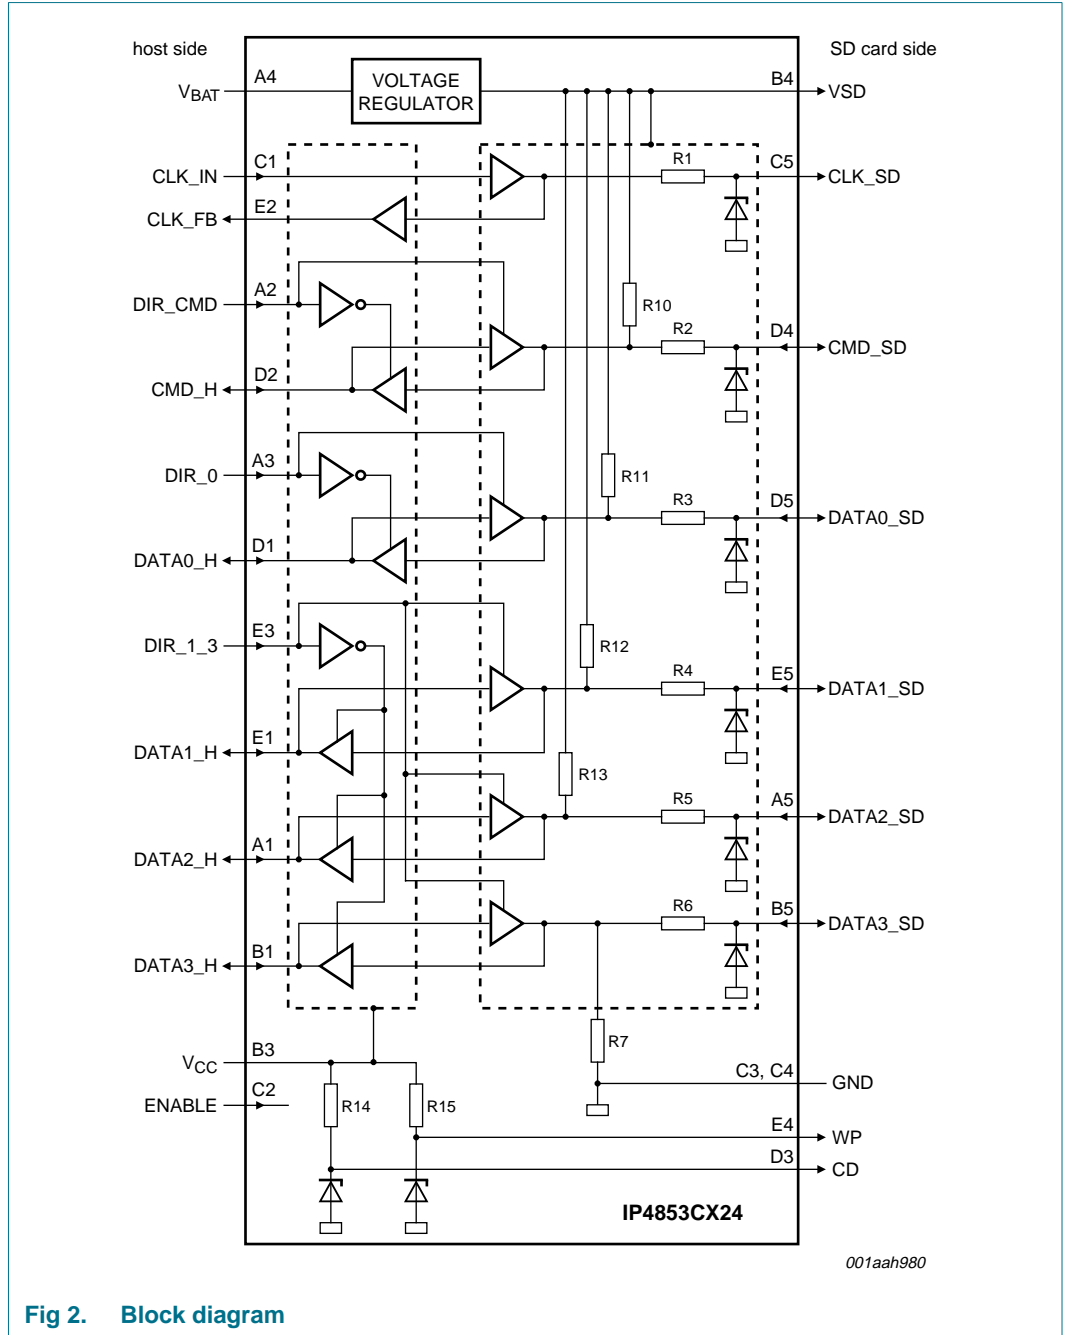 host side
SD card side
A4
VOLTAGE
REGULATOR
B4
VBAT
VSD
C1
R1
C5
CLK_IN
CLK_SD
E2
CLK_FB
A2
DIR_CMD
R10
R2
D4
CMD_SD
D2
CMD_H
A3
DIR_0
R11
R3
D5
DATA0_SD
D1
DATA0_H
E3
DIR_1_3
R12
R4
E5
DATA1_SD
E1
DATA1_H
R13
R5
A5
DATA2_SD
A1
DATA2_H
R6
B5
DATA3_SD
B1
DATA3_H
R7
B3
VCC
C3, C4
GND
C2
ENABLE
R14
R15
E4
WP
D3
CD
IP4853CX24
001aah980
Fig 2. Block diagram